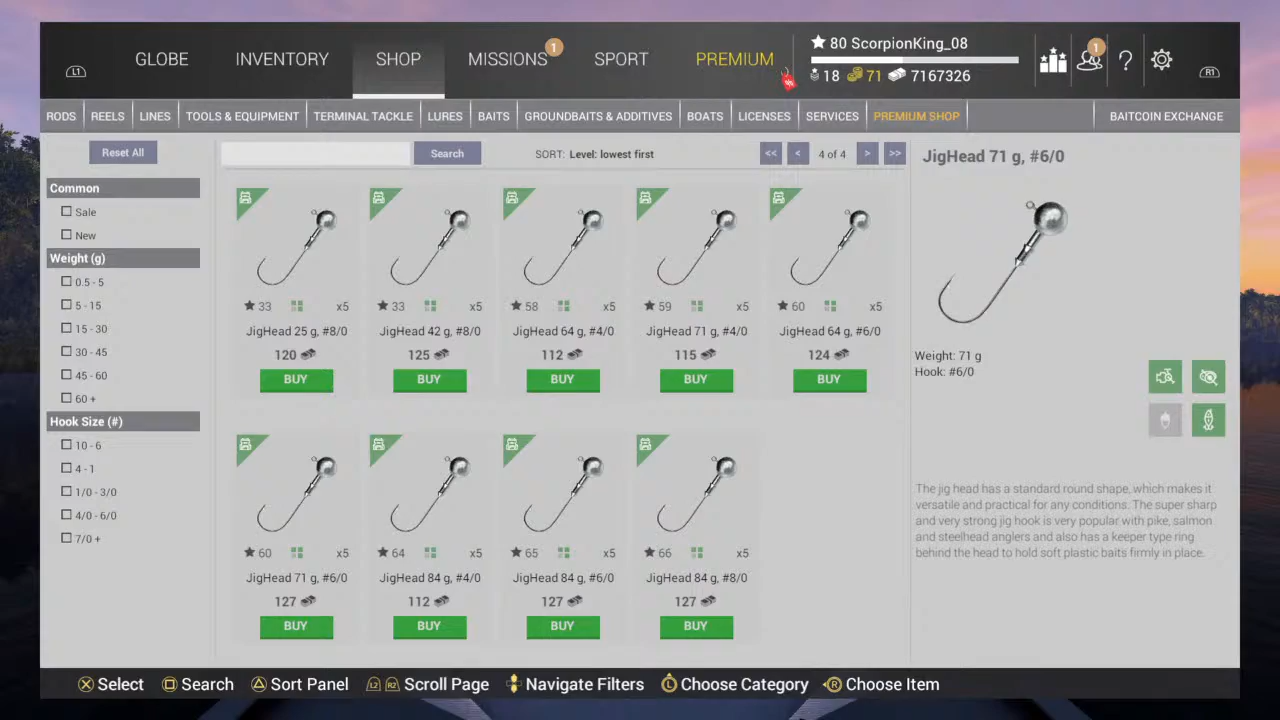 80 ScorpionKing_08
18 71 7167326
L1 GLOBE INVENTORY SHOP MISSIONS 1 SPORT PREMIUM 1 ? R1
RODS REELS LINES TOOLS & EQUIPMENT TERMINAL TACKLE LURES BAITS GROUNDBAITS & ADDITIVES BOATS LICENSES SERVICES PREMIUM SHOP BAITCOIN EXCHANGE
Reset All
Common
Sale
New
Weight (g)
0.5 - 5
5 - 15
15 - 30
30 - 45
45 - 60
60 +
Hook Size (#)
10 - 6
4 - 1
1/0 - 3/0
4/0 - 6/0
7/0 +
Search SORT: Level: lowest first << < 4 of 4 > >>
33 x5 33 x5 58 x5 59 x5 60 x5
JigHead 25 g, #8/0 JigHead 42 g, #8/0 JigHead 64 g, #4/0 JigHead 71 g, #4/0 JigHead 64 g, #6/0
120 125 112 115 124
BUY BUY BUY BUY BUY
60 x5 64 x5 65 x5 66 x5
JigHead 71 g, #6/0 JigHead 84 g, #4/0 JigHead 84 g, #6/0 JigHead 84 g, #8/0
127 112 127 127
BUY BUY BUY BUY
JigHead 71 g, #6/0
Weight: 71 g
Hook: #6/0
The jig head has a standard round shape, which makes it
versatile and practical for any conditions. The super sharp
and very strong jig hook is very popular with pike, salmon
and steelhead anglers and also has a keeper type ring
behind the head to hold soft plastic baits firmly in place.
Select Search Sort Panel L2 R2 Scroll Page Navigate Filters L Choose Category R Choose Item